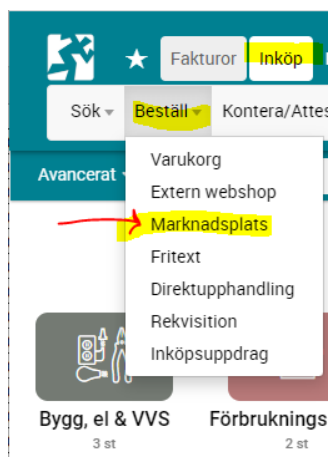 Fakturor Inköp
Sök Beställ Kontera/Attes
Avancerat
Varukorg
Extern webshop
Marknadsplats
Fritext
Direktupphandling
Rekvisition
Inköpsuppdrag
Bygg, el & VVS Förbruknings
3 st 2 st